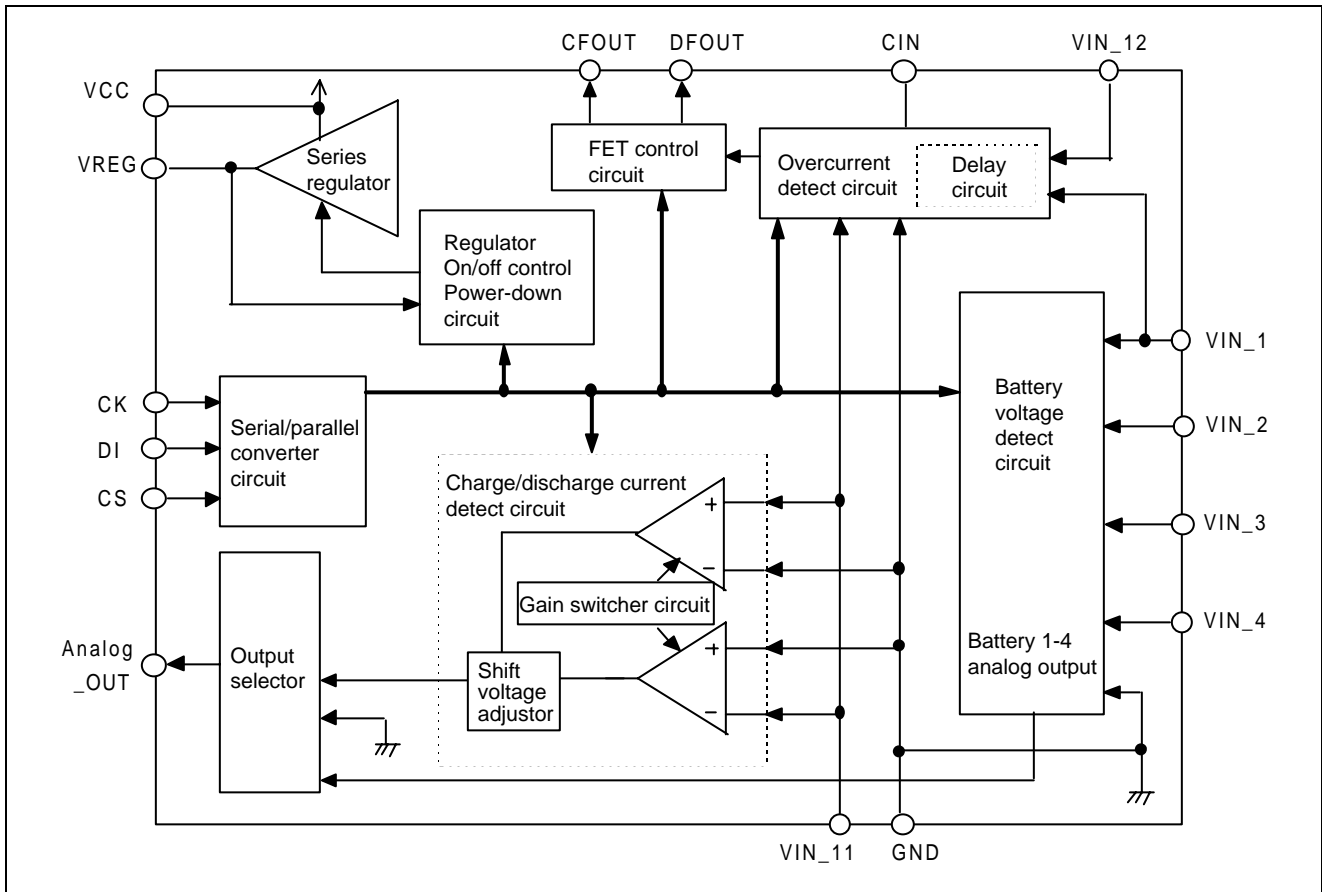 CFOUT DFOUT CIN VIN_12
VCC
VREG
Series
regulator
FET control
circuit
Overcurrent
detect circuit
Delay
circuit
Regulator
On/off control
Power-down
circuit
VIN_1
CK
DI
CS
Serial/parallel
converter
circuit
Battery
voltage
detect
circuit
VIN_2
Charge/discharge current
detect circuit
+
−
VIN_3
Gain switcher circuit
VIN_4
+
−
Analog
_OUT
Output
selector
Shift
voltage
adjustor
Battery 1-4
analog output
VIN_11 GND